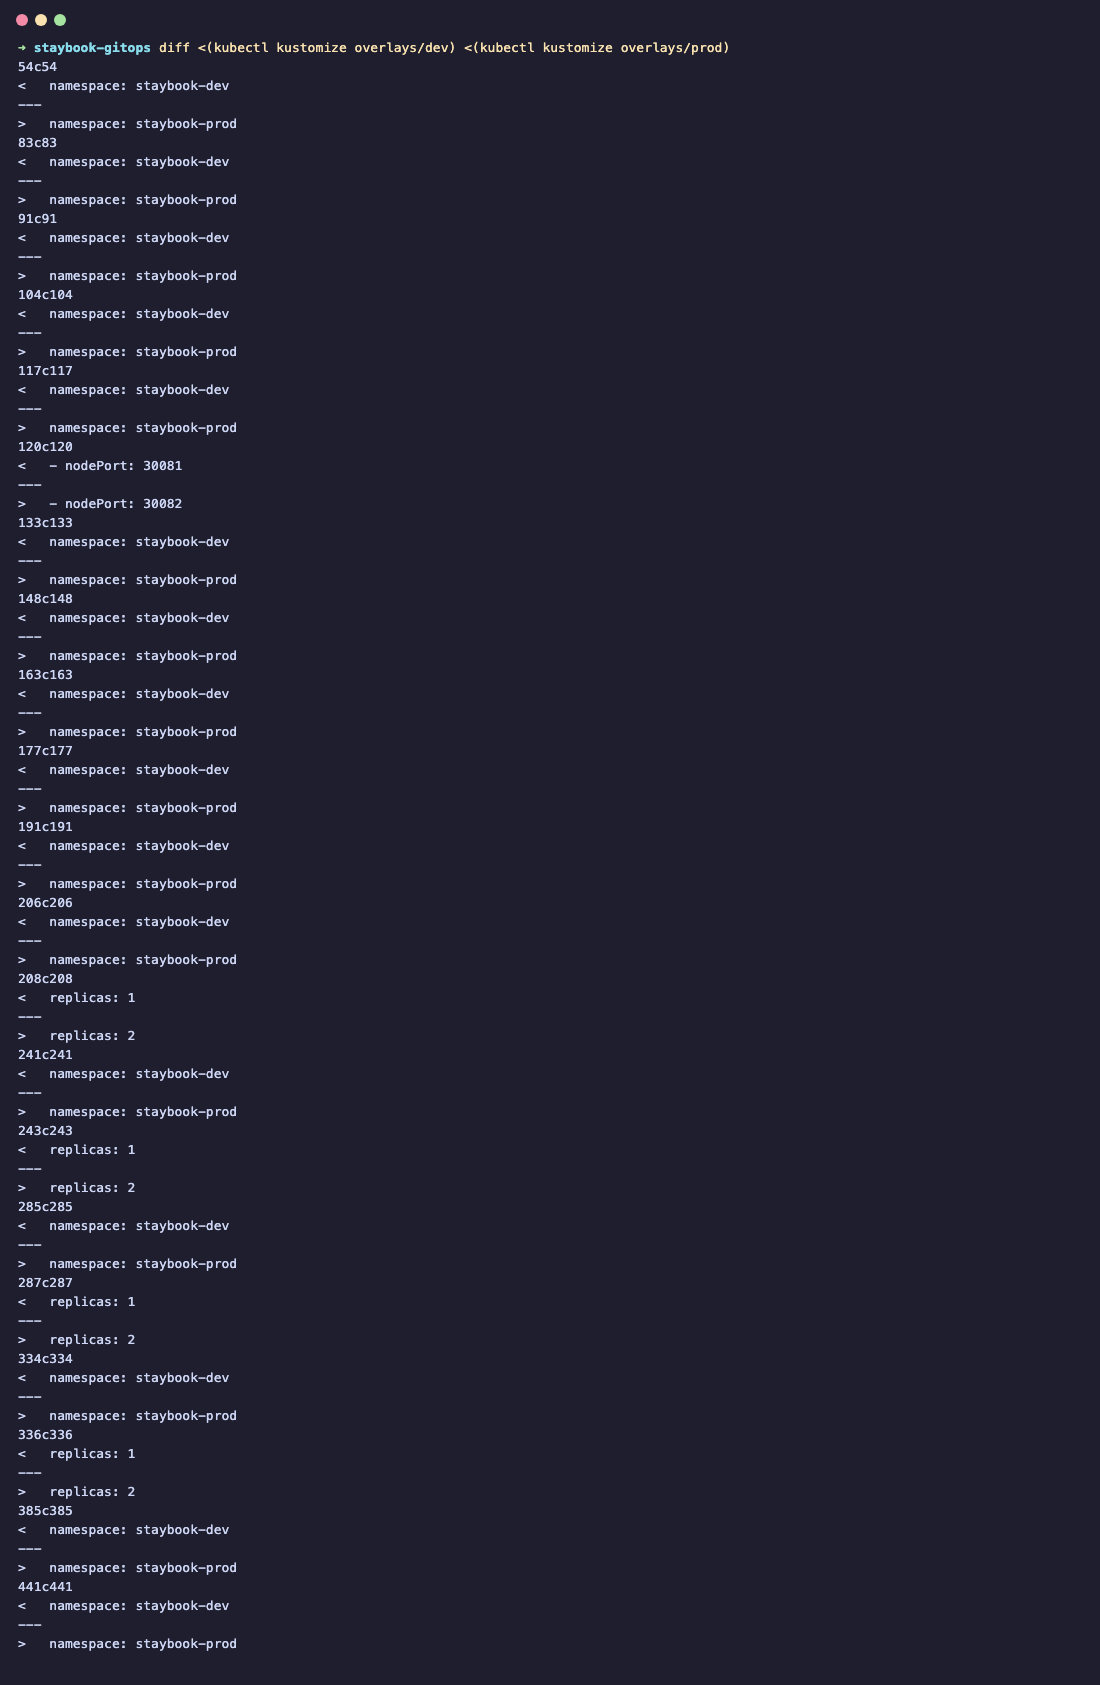 ➜ staybook-gitops diff <(kubectl kustomize overlays/dev) <(kubectl kustomize overlays/prod)
54c54
<   namespace: staybook-dev
---
>   namespace: staybook-prod
83c83
<   namespace: staybook-dev
---
>   namespace: staybook-prod
91c91
<   namespace: staybook-dev
---
>   namespace: staybook-prod
104c104
<   namespace: staybook-dev
---
>   namespace: staybook-prod
117c117
<   namespace: staybook-dev
---
>   namespace: staybook-prod
120c120
<   - nodePort: 30081
---
>   - nodePort: 30082
133c133
<   namespace: staybook-dev
---
>   namespace: staybook-prod
148c148
<   namespace: staybook-dev
---
>   namespace: staybook-prod
163c163
<   namespace: staybook-dev
---
>   namespace: staybook-prod
177c177
<   namespace: staybook-dev
---
>   namespace: staybook-prod
191c191
<   namespace: staybook-dev
---
>   namespace: staybook-prod
206c206
<   namespace: staybook-dev
---
>   namespace: staybook-prod
208c208
<   replicas: 1
---
>   replicas: 2
241c241
<   namespace: staybook-dev
---
>   namespace: staybook-prod
243c243
<   replicas: 1
---
>   replicas: 2
285c285
<   namespace: staybook-dev
---
>   namespace: staybook-prod
287c287
<   replicas: 1
---
>   replicas: 2
334c334
<   namespace: staybook-dev
---
>   namespace: staybook-prod
336c336
<   replicas: 1
---
>   replicas: 2
385c385
<   namespace: staybook-dev
---
>   namespace: staybook-prod
441c441
<   namespace: staybook-dev
---
>   namespace: staybook-prod